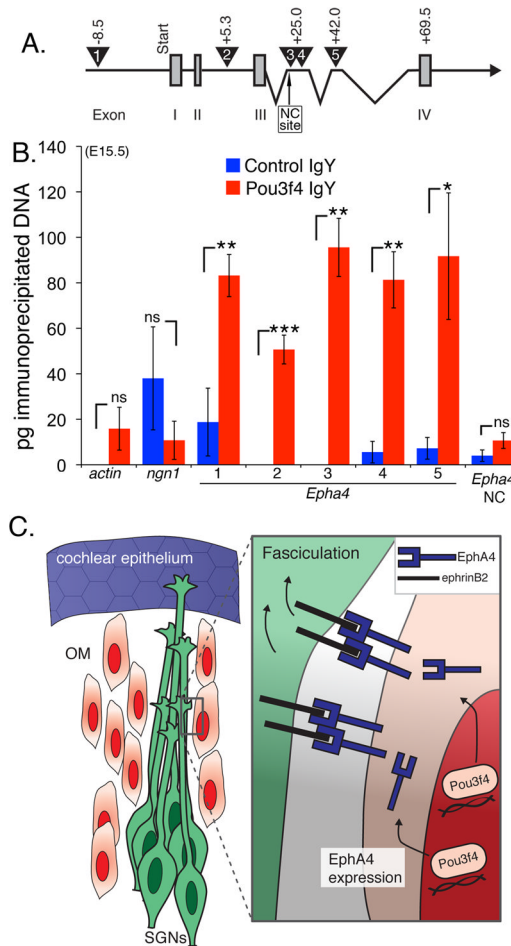 A.
-8.5
Start
+5.3
+25.0
+42.0
+69.5
1
2
3
4
5
Exon
I
II
III
NC
site
IV
B.
(E15.5)
Control IgY
Pou3f4 IgY
pg immunoprecipitated DNA
140
120
100
80
60
40
20
0
ns
ns
**
***
**
**
*
ns
actin
ngn1
1
2
3
4
5
Epha4
Epha4
NC
C.
cochlear epithelium
OM
SGNs
Fasciculation
EphA4
ephrinB2
Pou3f4
Pou3f4
EphA4
expression